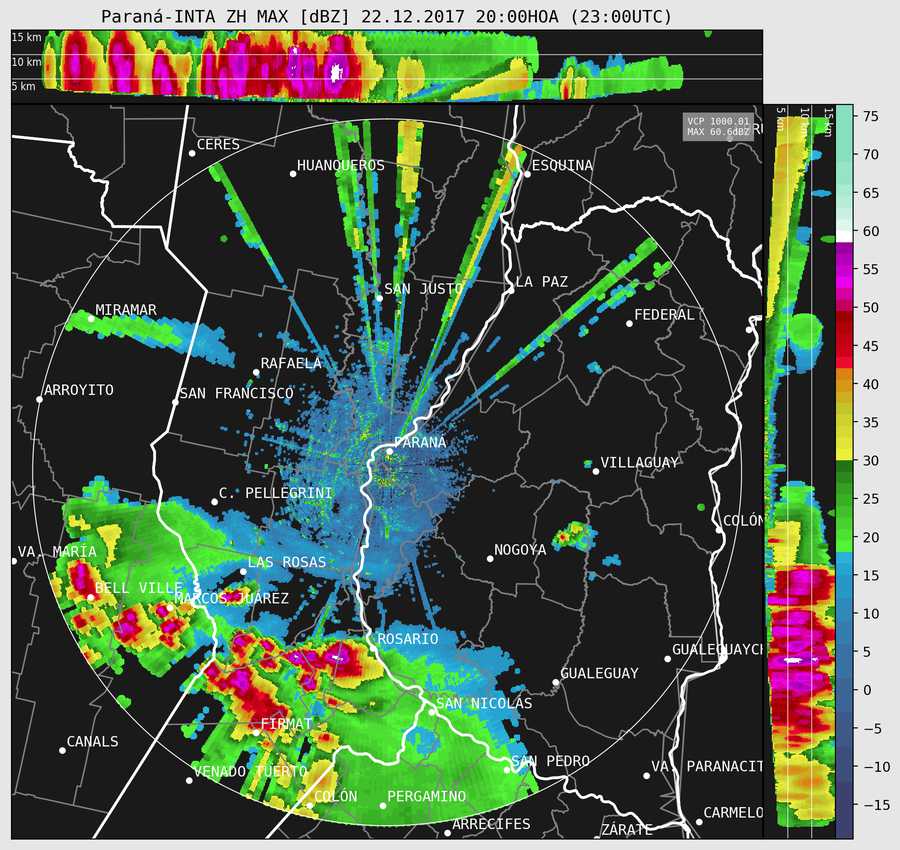 Paraná-INTA ZH MAX [dBZ] 22.12.2017 20:00HOA (23:00UTC)
15 km
10 km
5 km
5 km
10 km
15 km
VCP 1000.01
MAX 60.6dBZ
CERES
HUANQUEROS
ESQUINA
SAN JUSTO
LA PAZ
MIRAMAR
FEDERAL
RAFAELA
ARROYITO
SAN FRANCISCO
PARANÁ
VILLAGUAY
C. PELLEGRINI
COLÓN
VA. MARÍA
NOGOYA
LAS ROSAS
BELL VILLE
MARCOS JUÁREZ
ROSARIO
GUALEGUAYCH
GUALEGUAY
SAN NICOLÁS
FIRMAT
CANALS
SAN PEDRO
VENADO TUERTO
VA. PARANACIT
COLÓN
PERGAMINO
CARMELO
ARRECIFES
ZÁRATE
75
70
65
60
55
50
45
40
35
30
25
20
15
10
5
0
−5
−10
−15